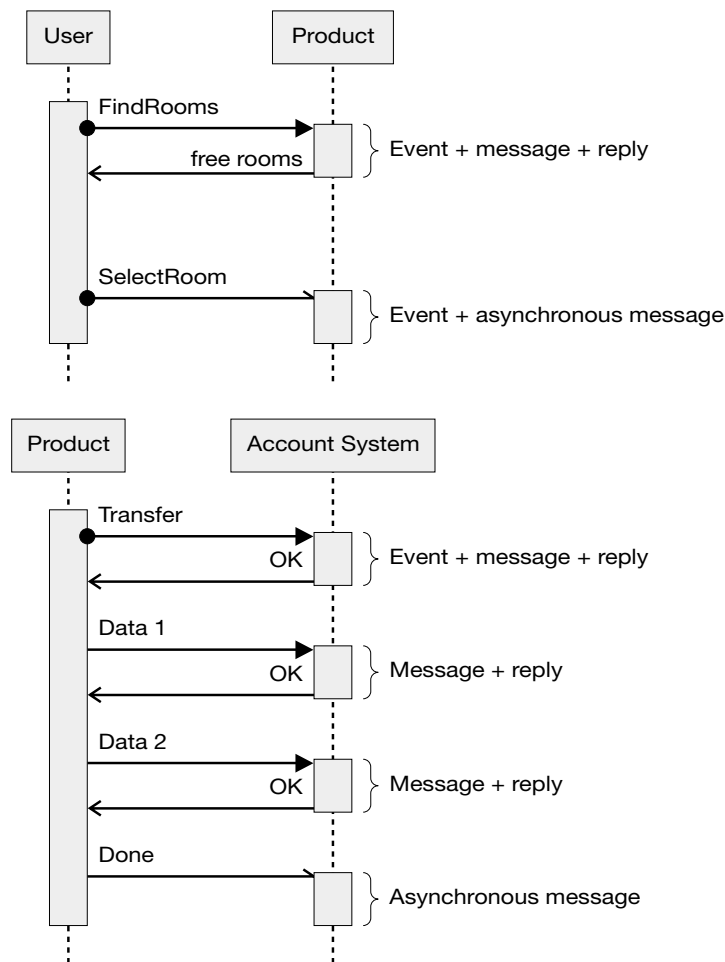 User
Product
FindRooms
free rooms
Event + message + reply
SelectRoom
Event + asynchronous message
Product
Account System
Transfer
OK
Event + message + reply
Data 1
OK
Message + reply
Data 2
OK
Message + reply
Done
Asynchronous message